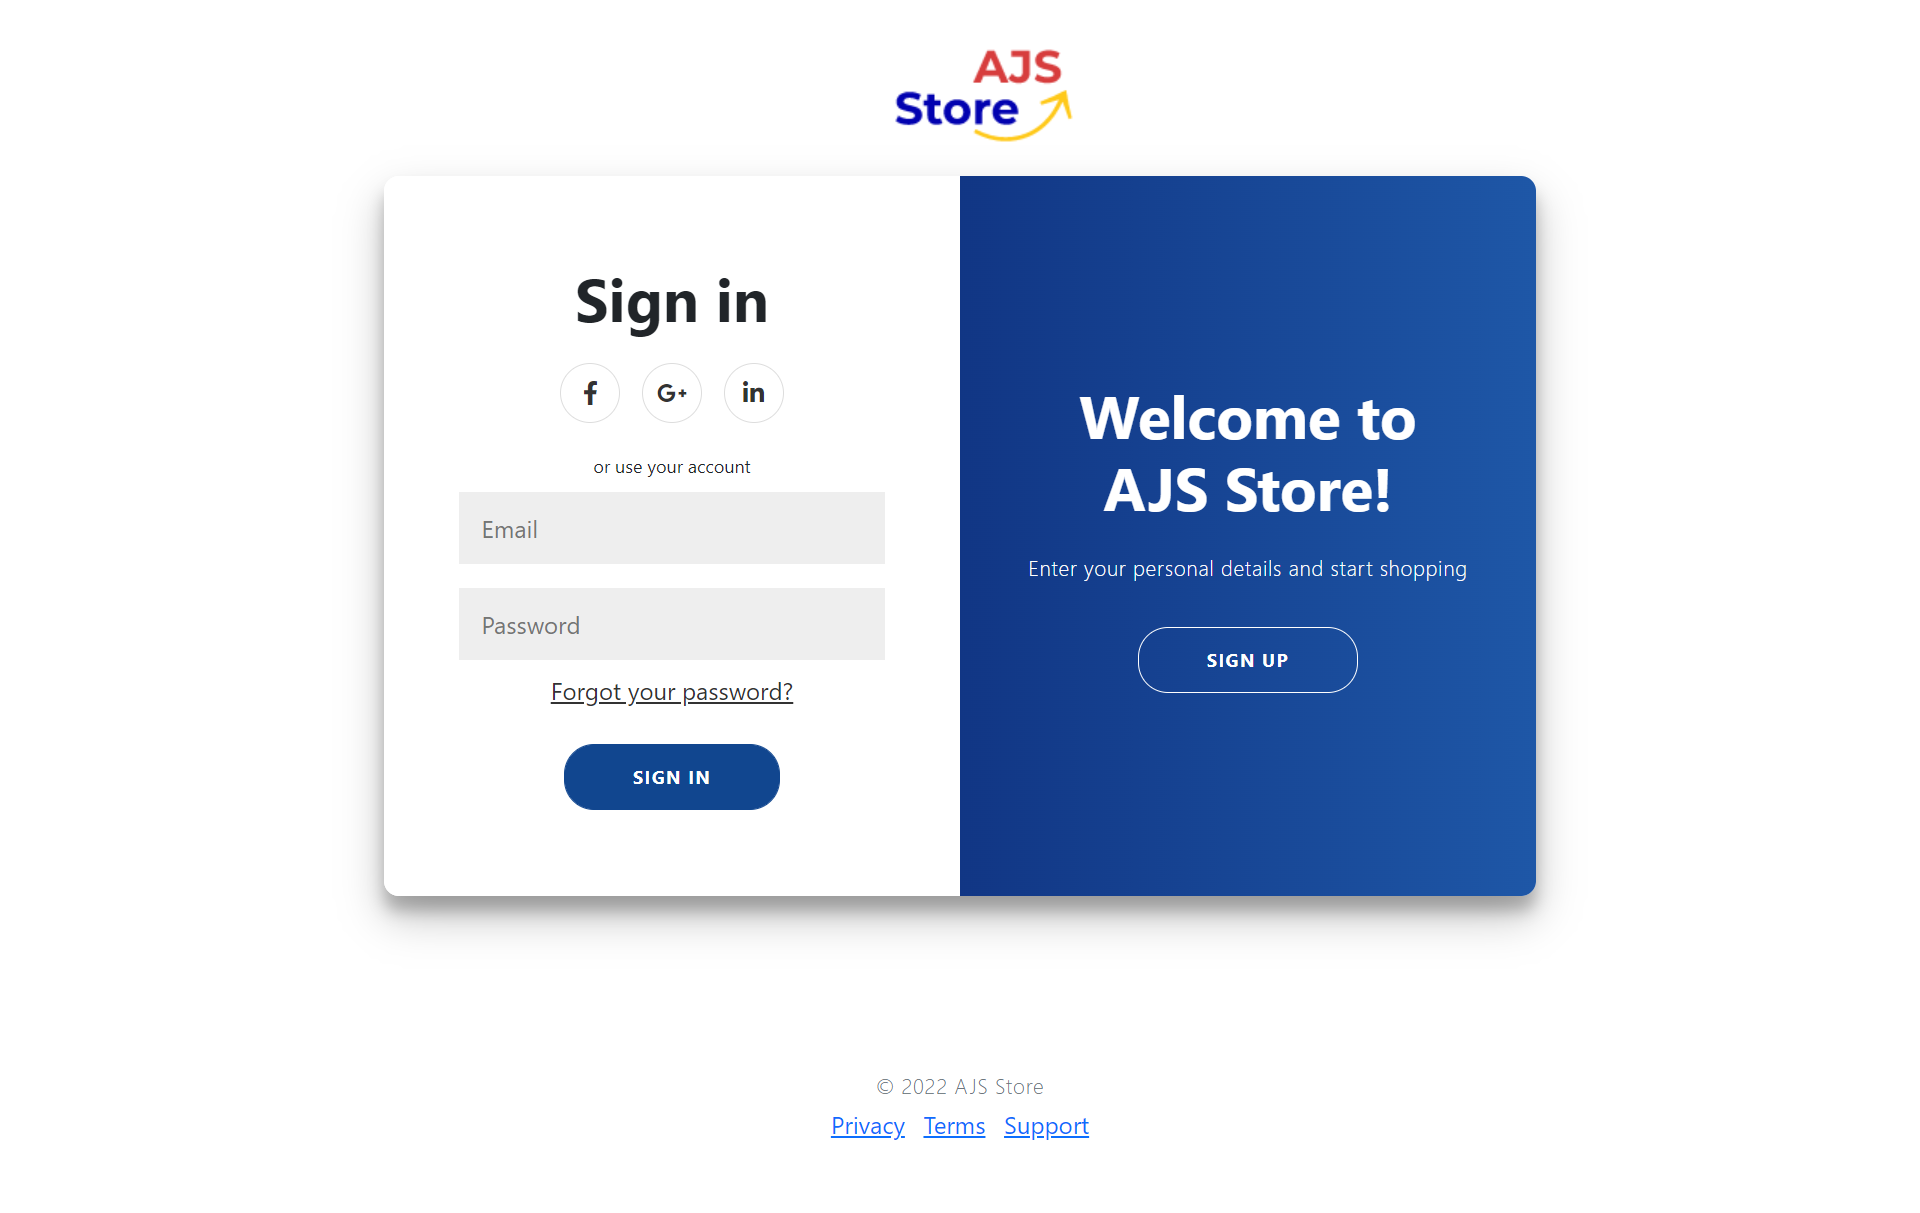 AJS
Store
Sign in
G+
in
or use your account
Email
Password
Forgot your password?
SIGN IN
Welcome to
AJS Store!
Enter your personal details and start shopping
SIGN UP
© 2022 AJS Store
Privacy Terms Support